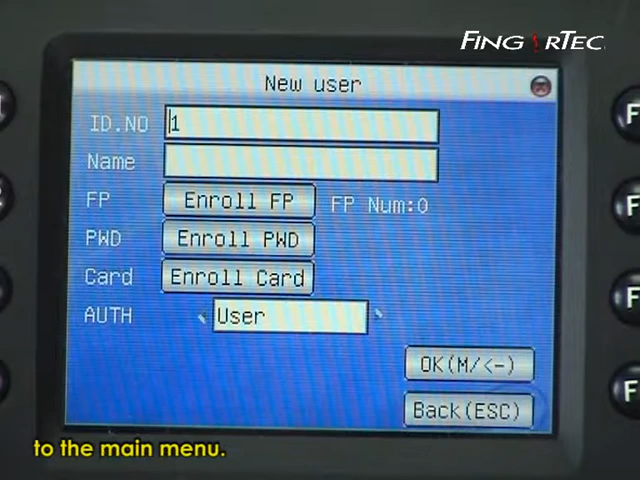 FINGERTEC
New user
ID.NO 1
Name
FP Enroll FP FP Num:0
PWD Enroll PWD
Card Enroll Card
AUTH User
OK(M/<-)
Back(ESC)
to the main menu.